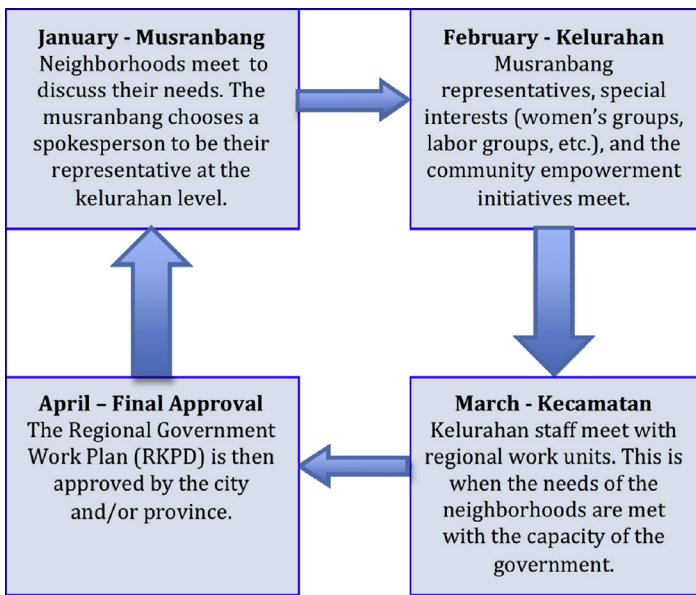 January - Musranbang
Neighborhoods meet to
discuss their needs. The
musranbang chooses a
spokesperson to be their
representative at the
kelurahan level.
February - Kelurahan
Musranbang
representatives, special
interests (women’s groups,
labor groups, etc.), and the
community empowerment
initiatives meet.
March - Kecamatan
Kelurahan staff meet with
regional work units. This is
when the needs of the
neighborhoods are met
with the capacity of the
government.
April – Final Approval
The Regional Government
Work Plan (RKPD) is then
approved by the city
and/or province.